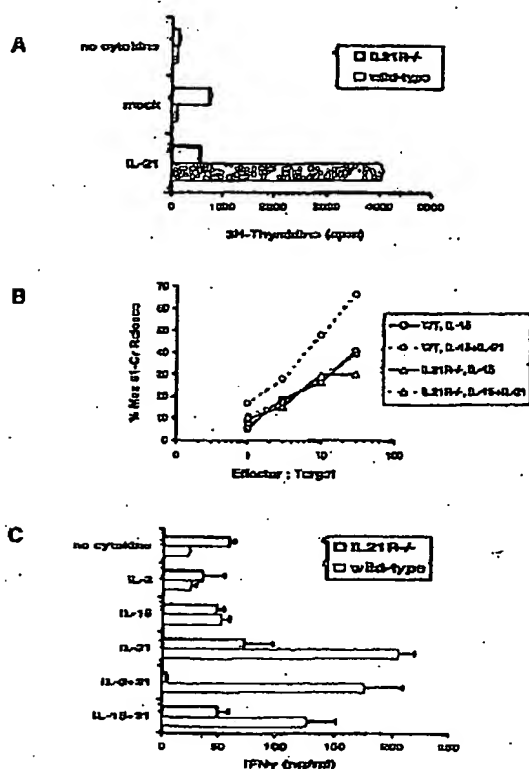 A
no cytokine
mock
IL-21
IL21R-/-
wild-type
0 1000 2000 3000 4000 5000
3H-Thymidine (cpm)
B
% Max 51-Cr Release
70
60
50
40
30
20
10
0
0 10 100
Effector : Target
WT, IL-15
WT, IL-15+IL-21
IL21R-/-, IL-15
IL21R-/-, IL-15+IL-21
C
no cytokine
IL-2
IL-15
IL-21
IL-2+21
IL-15+21
IL21R-/-
wild-type
0 50 100 150 200
IFNγ (ng/ml)